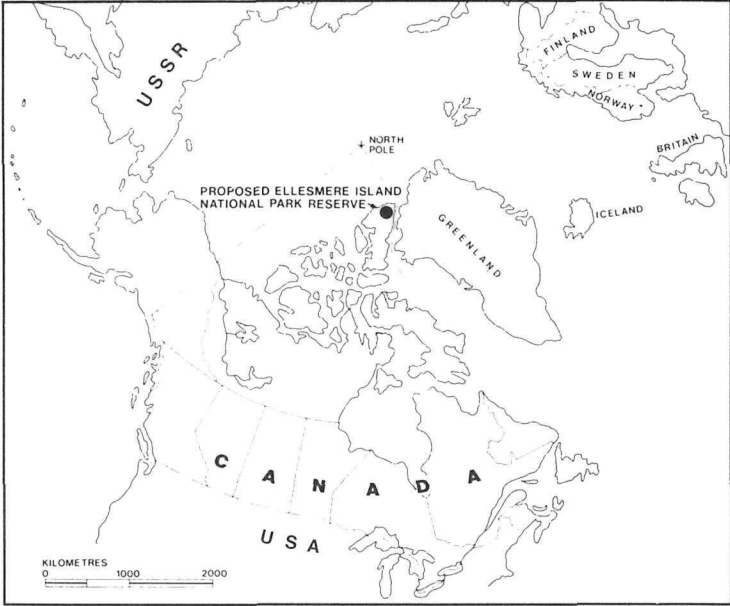 USSR
FINLAND
SWEDEN
NORWAY
NORTH
POLE
BRITAIN
PROPOSED ELLESMERE ISLAND
NATIONAL PARK RESERVE
ICELAND
GREENLAND
CANADA
USA
KILOMETRES
0 1000 2000